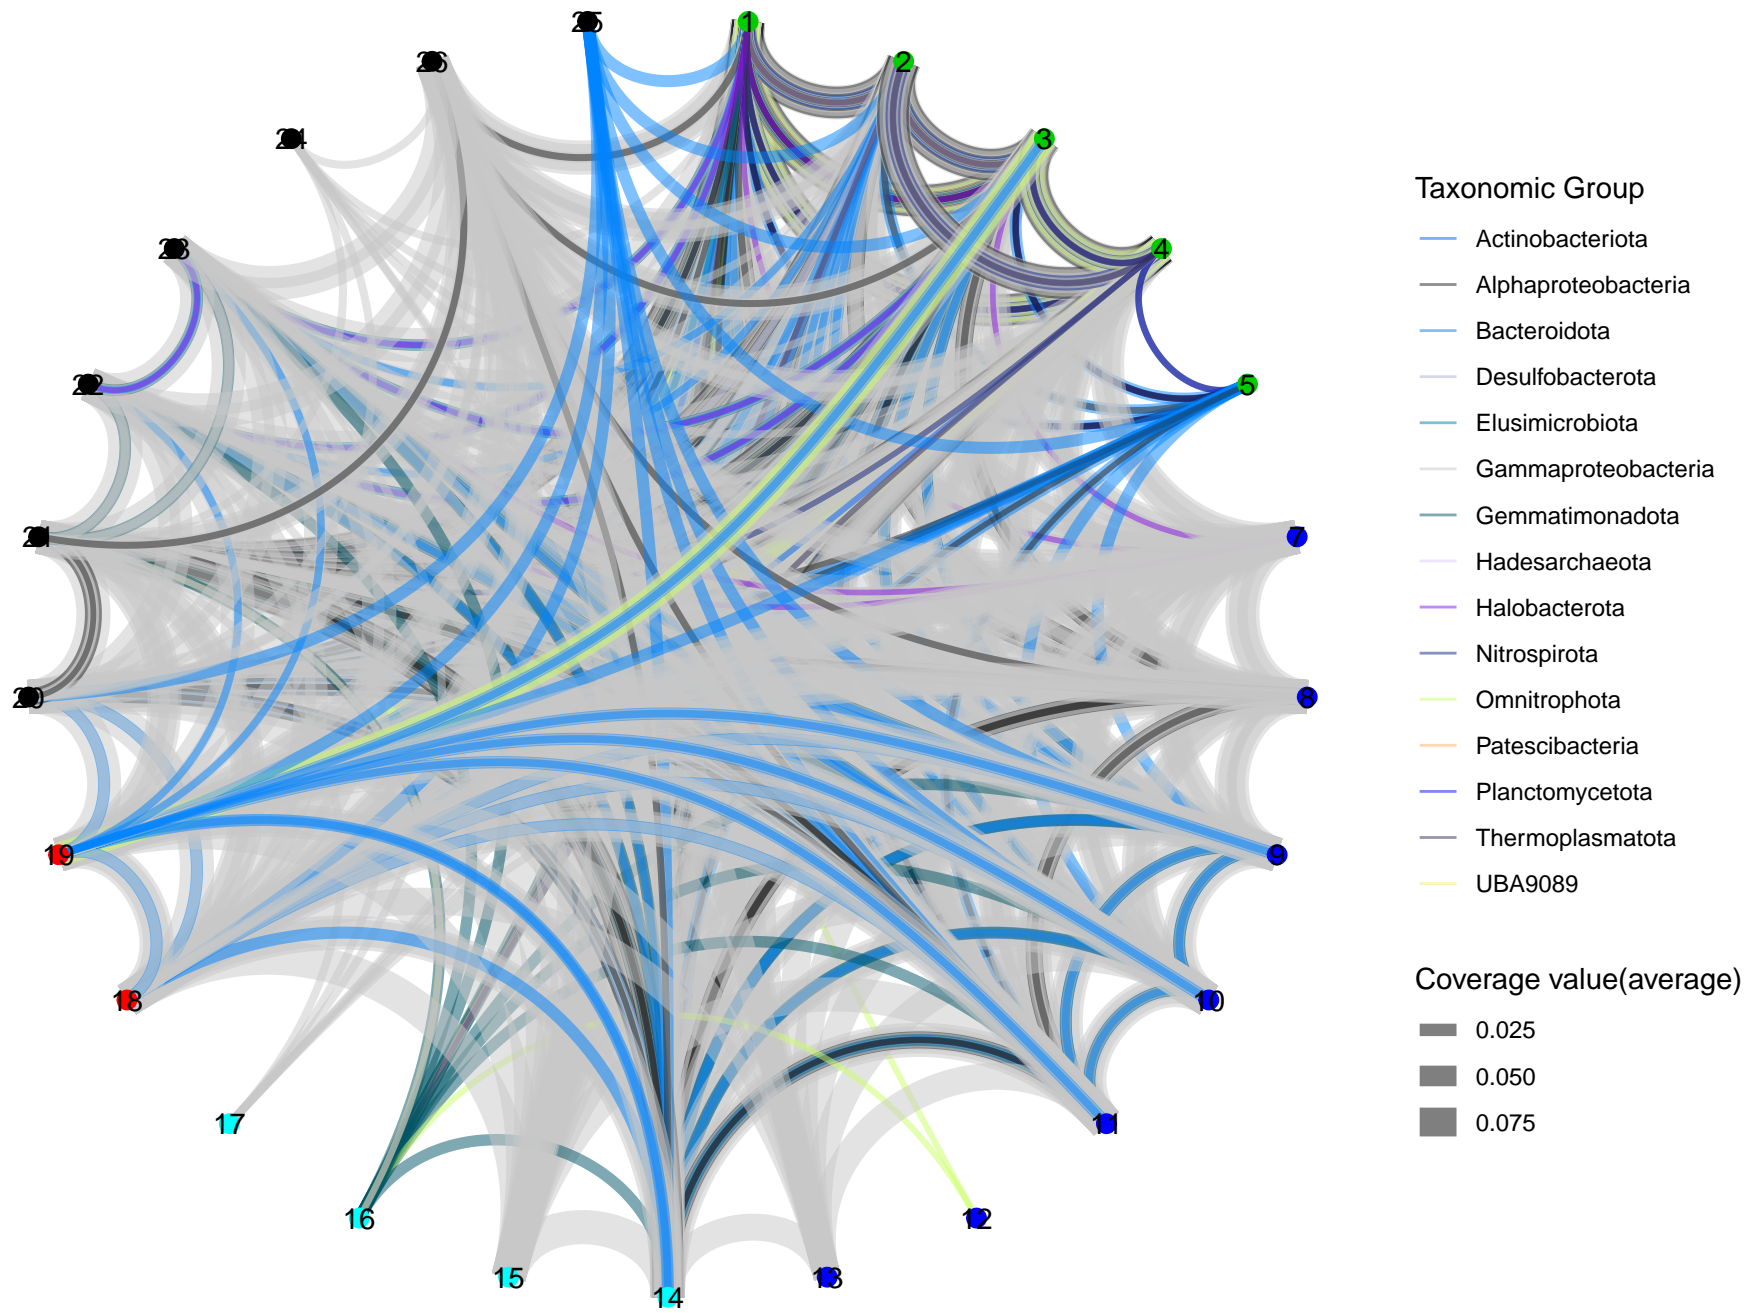 25
1
26
2
24
3
23
4
22
5
21
7
20
8
19
9
18
10
17
11
16
12
15
13
14
Taxonomic Group
Actinobacteriota
Alphaproteobacteria
Bacteroidota
Desulfobacterota
Elusimicrobiota
Gammaproteobacteria
Gemmatimonadota
Hadesarchaeota
Halobacterota
Nitrospirota
Omnitrophota
Patescibacteria
Planctomycetota
Thermoplasmatota
UBA9089
Coverage value(average)
0.025
0.050
0.075